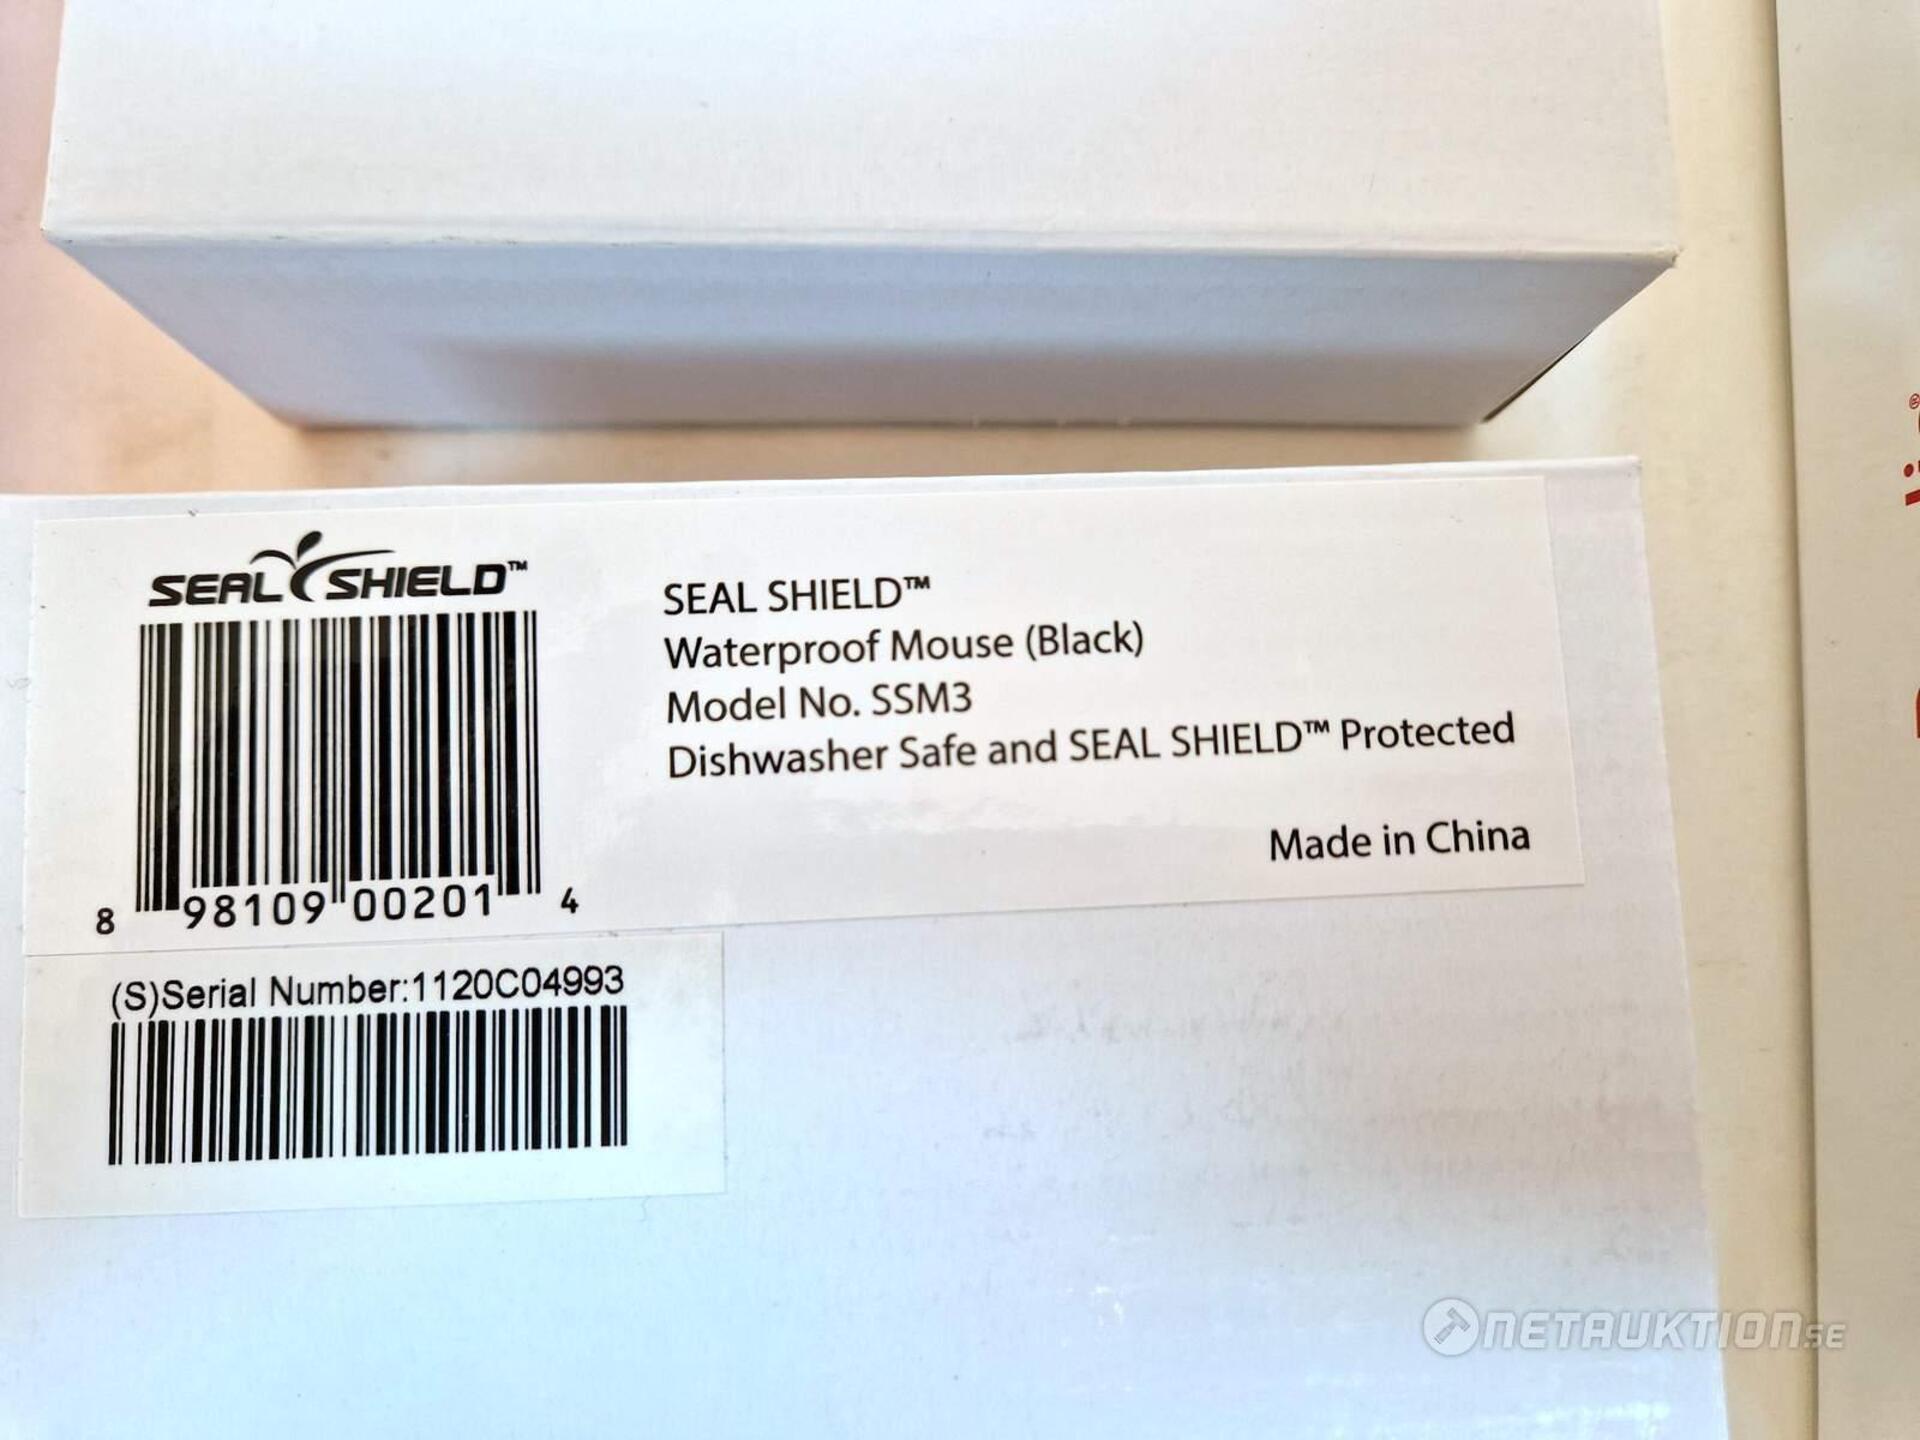 SEAL SHIELD™
8 98109 00201 4
SEAL SHIELD™
Waterproof Mouse (Black)
Model No. SSM3
Dishwasher Safe and SEAL SHIELD™ Protected
Made in China
(S)Serial Number:1120C04993
NETAUKTION.SE